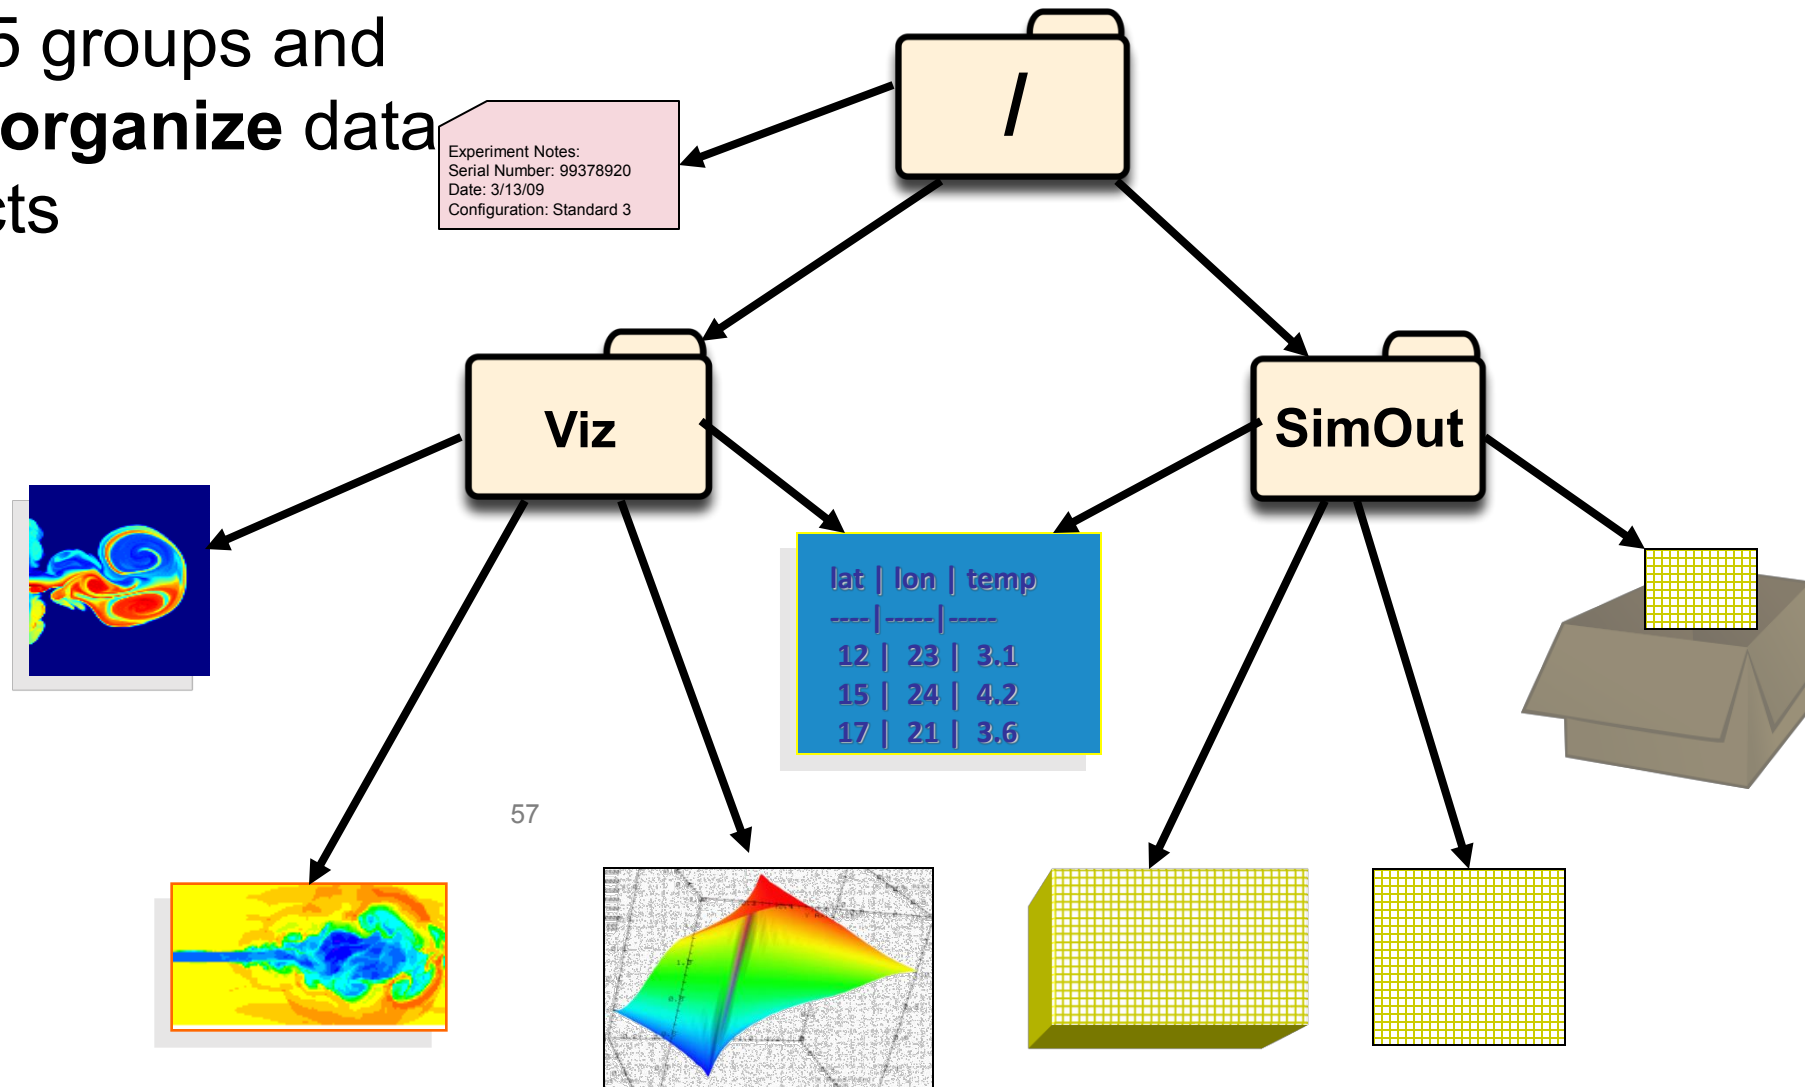 5 groups and
organize data
cts
/
Experiment Notes:
Serial Number: 99378920
Date: 3/13/09
Configuration: Standard 3
Viz
SimOut
lat | lon | temp
----|-----|-----
12 | 23 | 3.1
15 | 24 | 4.2
17 | 21 | 3.6
57